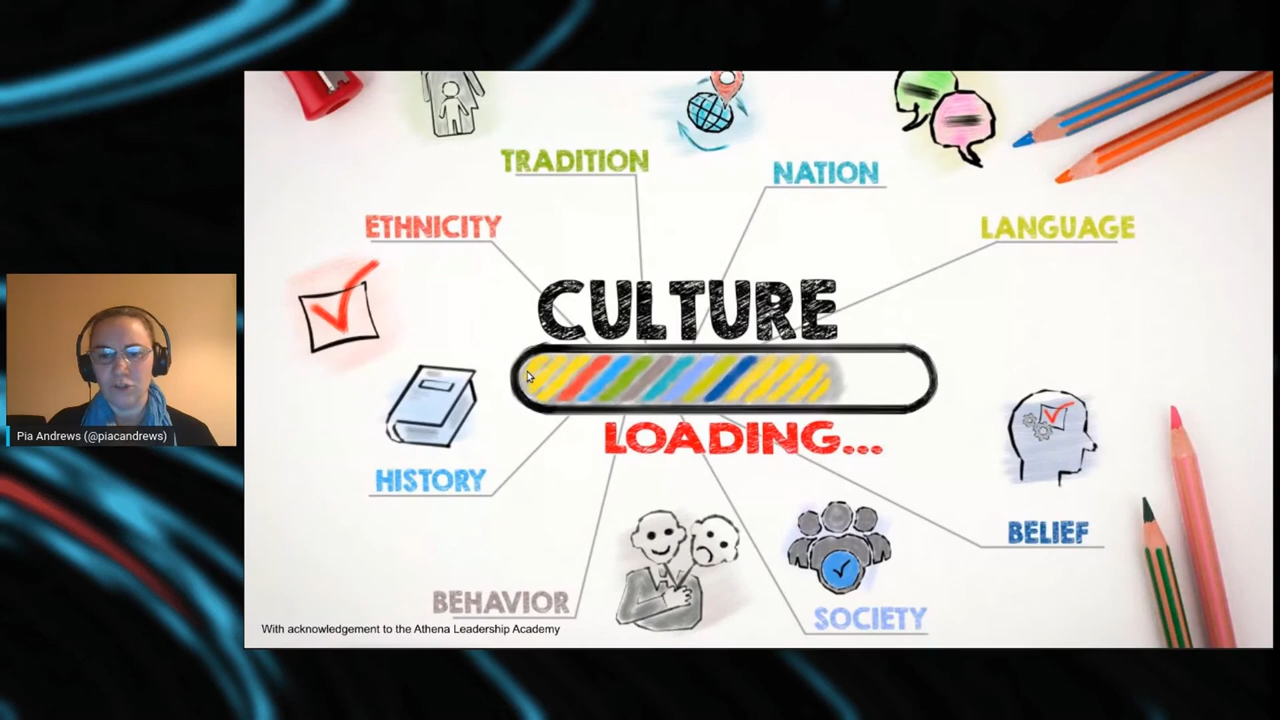 TRADITION
NATION
ETHNICITY
LANGUAGE
CULTURE
LOADING...
HISTORY
BELIEF
BEHAVIOR
SOCIETY
With acknowledgement to the Athena Leadership Academy
Pia Andrews (@piacandrews)